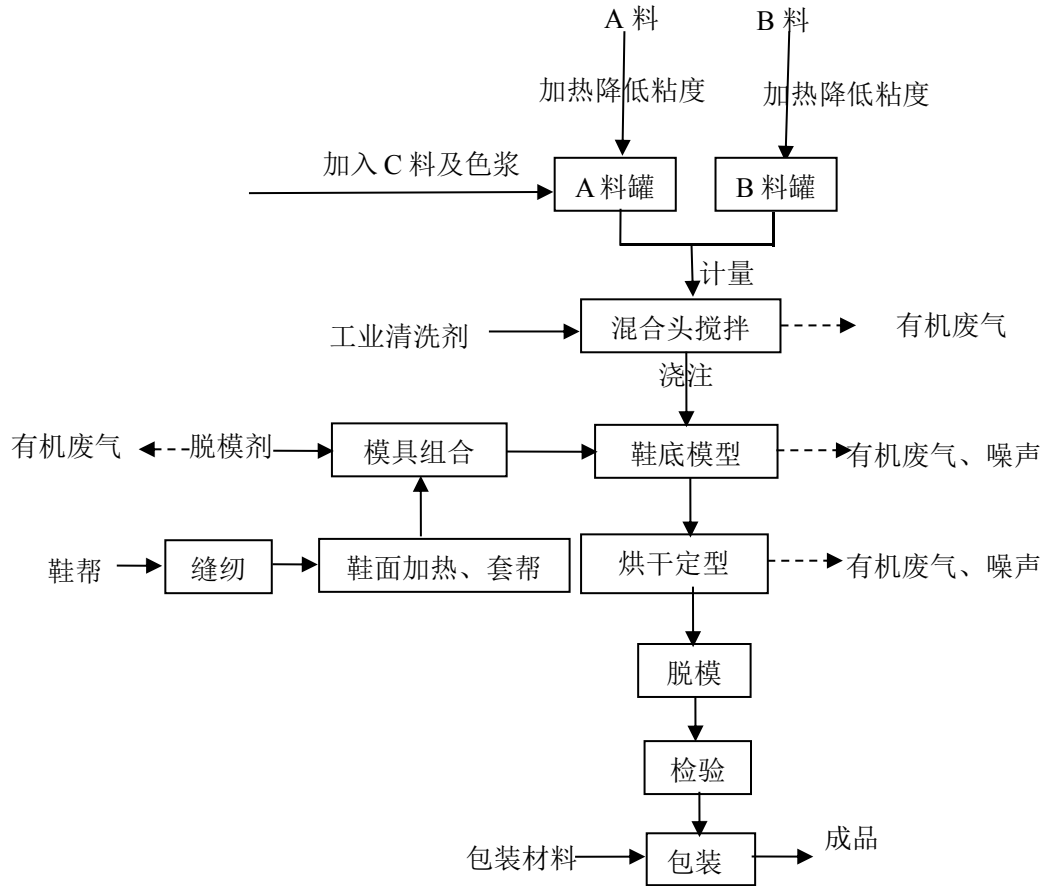 A 料
B 料
加热降低粘度
加热降低粘度
加入 C 料及色浆
A 料罐
B 料罐
计量
工业清洗剂
混合头搅拌
有机废气
浇注
有机废气
脱模剂
模具组合
鞋底模型
有机废气、噪声
鞋帮
缝纫
鞋面加热、套帮
烘干定型
有机废气、噪声
脱模
检验
包装材料
包装
成品